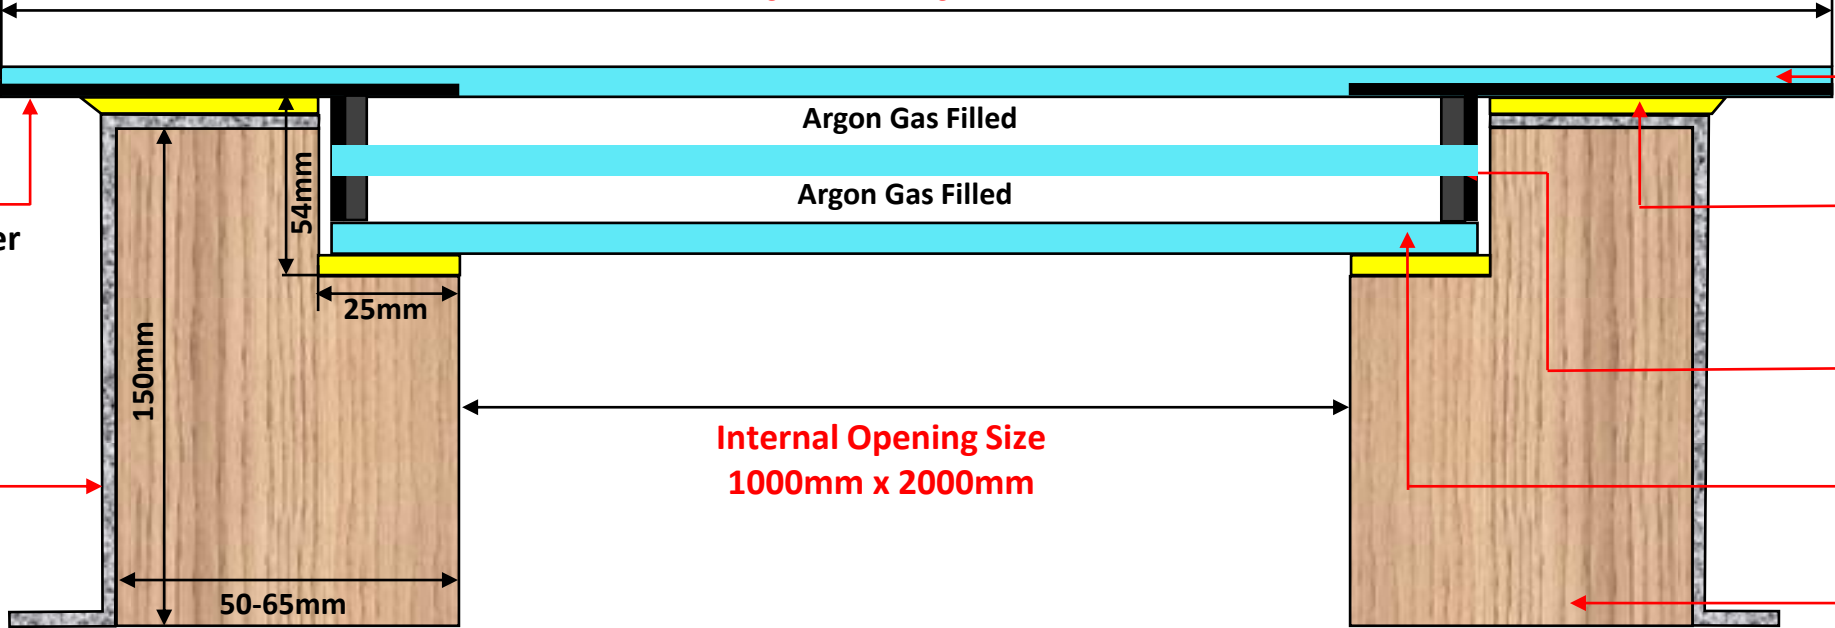 Argon Gas Filled
Argon Gas Filled
54mm
25mm
150mm
Internal Opening Size
1000mm x 2000mm
50-65mm